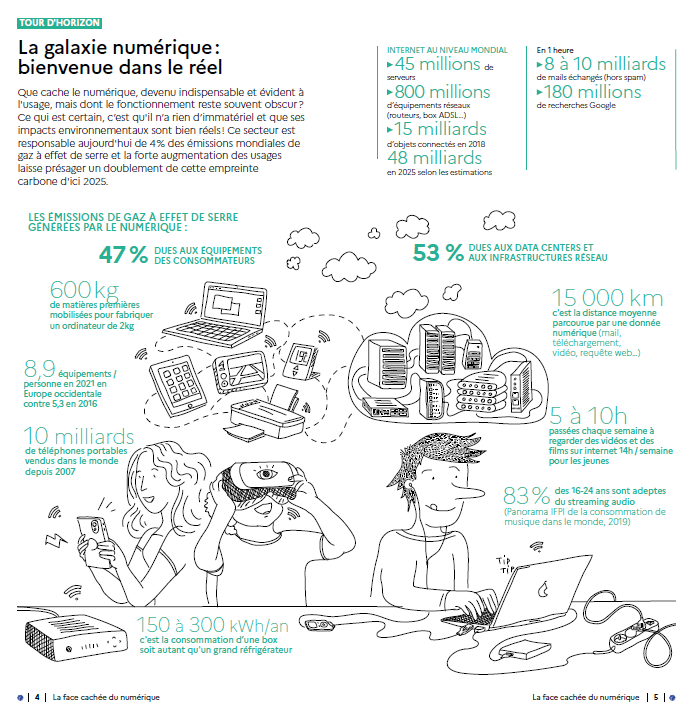 TOUR D'HORIZON
La galaxie numérique :
bienvenue dans le réel
Que cache le numérique, devenu indispensable et évident à
l'usage, mais dont le fonctionnement reste souvent obscur ?
Ce qui est certain, c'est qu'il n'a rien d'immatériel et que ses
impacts environnementaux sont bien réels ! Ce secteur est
responsable aujourd'hui de 4% des émissions mondiales de
gaz à effet de serre et la forte augmentation des usages
laisse présager un doublement de cette empreinte
carbone d'ici 2025.
INTERNET AU NIVEAU MONDIAL
▸45 millions de
serveurs
▸800 millions
d'équipements réseaux
(routeurs, box ADSL...)
▸15 milliards
d'objets connectés en 2018
48 milliards
en 2025 selon les estimations
En 1 heure
▸8 à 10 milliards
de mails échangés (hors spam)
▸180 millions
de recherches Google
LES ÉMISSIONS DE GAZ À EFFET DE SERRE
GÉNÉRÉES PAR LE NUMÉRIQUE :
47 % DUES AUX ÉQUIPEMENTS
DES CONSOMMATEURS
53 % DUES AUX DATA CENTERS ET
AUX INFRASTRUCTURES RÉSEAU
600 kg
de matières premières
mobilisées pour fabriquer
un ordinateur de 2kg
8,9 équipements /
personne en 2021 en
Europe occidentale
contre 5,3 en 2016
10 milliards
de téléphones portables
vendus dans le monde
depuis 2007
15 000 km
c'est la distance moyenne
parcourue par une donnée
numérique (mail,
téléchargement,
vidéo, requête web...)
5 à 10h
passées chaque semaine à
regarder des vidéos et des
films sur internet 14h / semaine
pour les jeunes
83 % des 16-24 ans sont adeptes
du streaming audio
(Panorama IFPI de la consommation de
musique dans le monde, 2019)
TIP
TIP
150 à 300 kWh/an
c'est la consommation d'une box
soit autant qu'un grand réfrigérateur
4 | La face cachée du numérique
La face cachée du numérique | 5